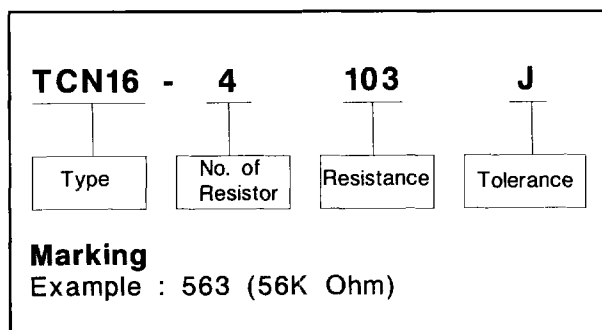 TCN16 - 4 103 J
Type No. of Resistor Resistance Tolerance
Marking
Example : 563 (56K Ohm)